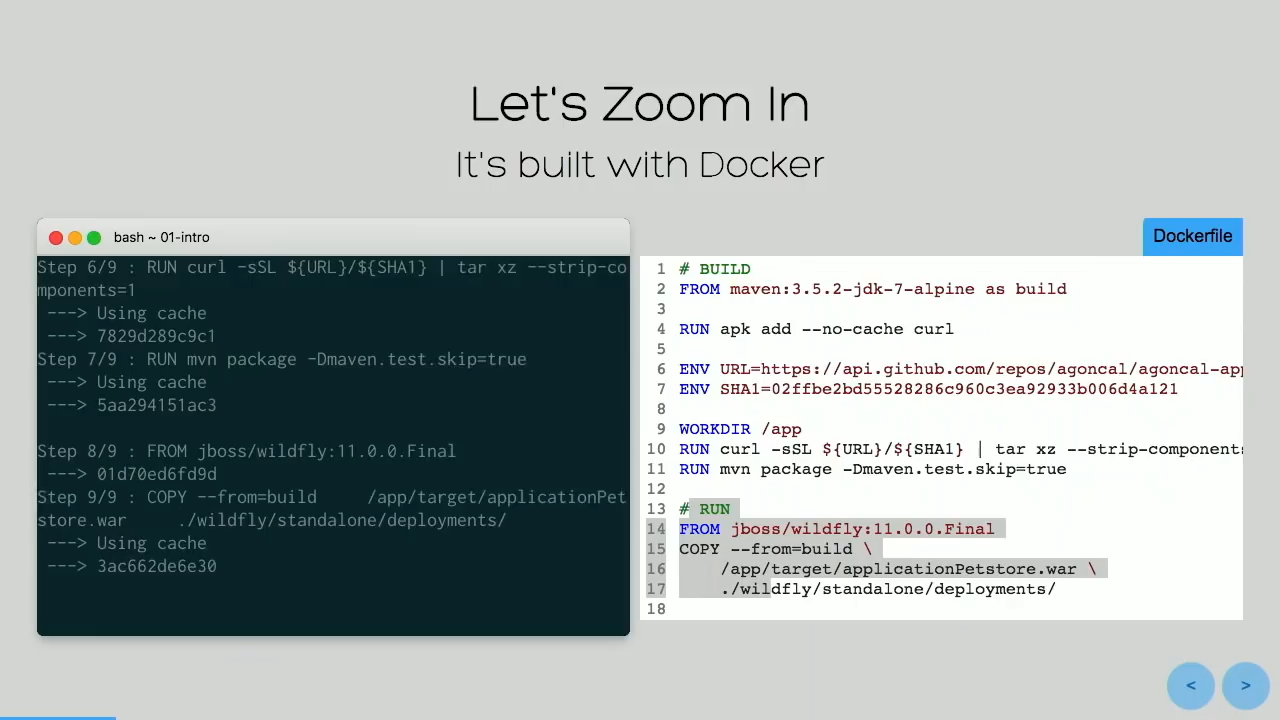 Let's Zoom In
It's built with Docker
bash ~ 01-intro
Step 6/9 : RUN curl -sSL ${URL}/${SHA1} | tar xz --strip-co
mponents=1
---> Using cache
---> 7829d289c9c1
Step 7/9 : RUN mvn package -Dmaven.test.skip=true
---> Using cache
---> 5aa294151ac3
Step 8/9 : FROM jboss/wildfly:11.0.0.Final
---> 01d70ed6fd9d
Step 9/9 : COPY --from=build     /app/target/applicationPet
store.war     ./wildfly/standalone/deployments/
---> Using cache
---> 3ac662de6e30
Dockerfile
1 # BUILD
2 FROM maven:3.5.2-jdk-7-alpine as build
3
4 RUN apk add --no-cache curl
5
6 ENV URL=https://api.github.com/repos/agoncal/agoncal-app
7 ENV SHA1=02ffbe2bd55528286c960c3ea92933b006d4a121
8
9 WORKDIR /app
10 RUN curl -sSL ${URL}/${SHA1} | tar xz --strip-components
11 RUN mvn package -Dmaven.test.skip=true
12
13 # RUN
14 FROM jboss/wildfly:11.0.0.Final
15 COPY --from=build \
16     /app/target/applicationPetstore.war \
17     ./wildfly/standalone/deployments/
18
< >